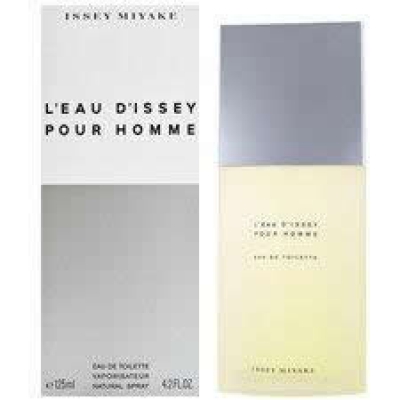 ISSEY MIYAKE
L'EAU D'ISSEY
POUR HOMME
EAU DE TOILETTE
VAPORISATEUR
NATURAL SPRAY
℮125ml
4.2FL.OZ.
L'EAU D'ISSEY
POUR HOMME
EAU DE TOILETTE
ISSEY MIYAKE